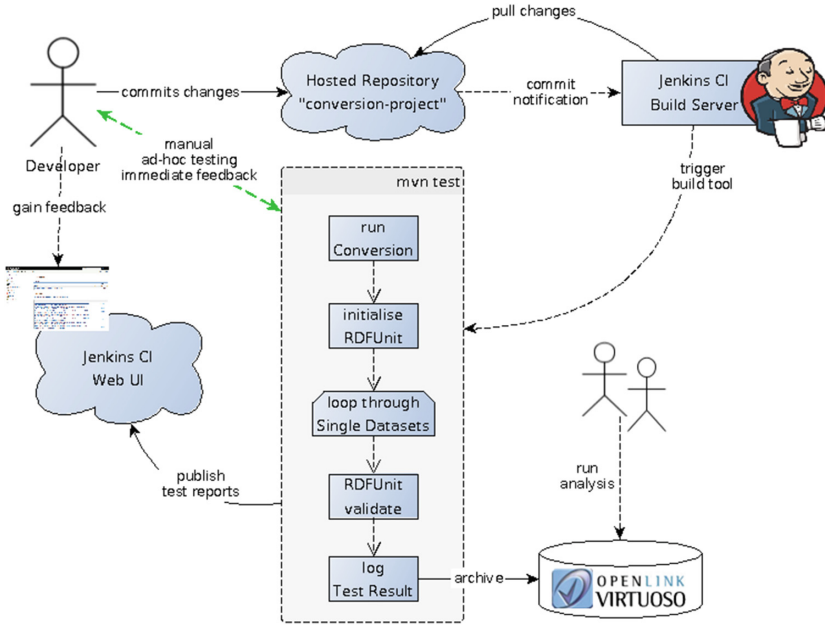 pull changes
Hosted Repository
"conversion-project"
Jenkins CI
Build Server
commits changes
commit
notification
manual
ad-hoc testing
immediate feedback
Developer
gain feedback
trigger
build tool
mvn test
run
Conversion
initialise
RDFUnit
loop through
Single Datasets
RDFUnit
validate
log
Test Result
Jenkins CI
Web UI
publish
test reports
run
analysis
archive
OPENLINK
VIRTUOSO